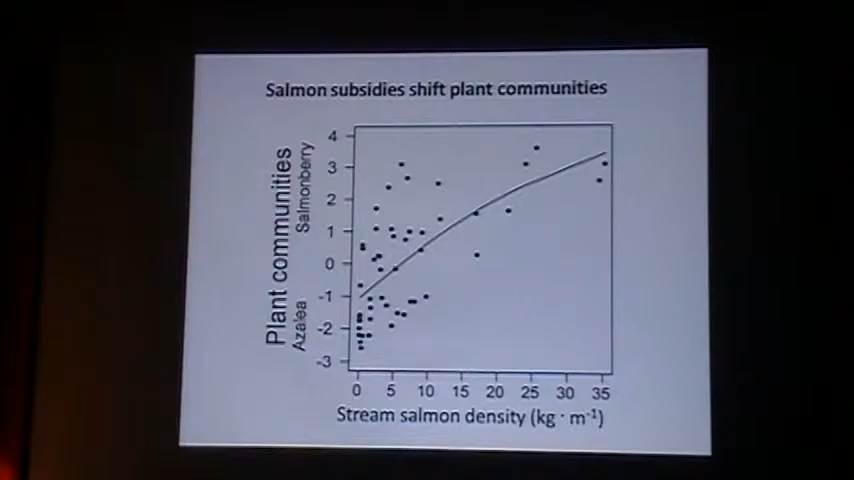 Salmon subsidies shift plant communities
Plant communities
Azalea Salmonberry
4
3
2
1
0
-1
-2
-3
0 5 10 15 20 25 30 35
Stream salmon density (kg · m⁻¹)